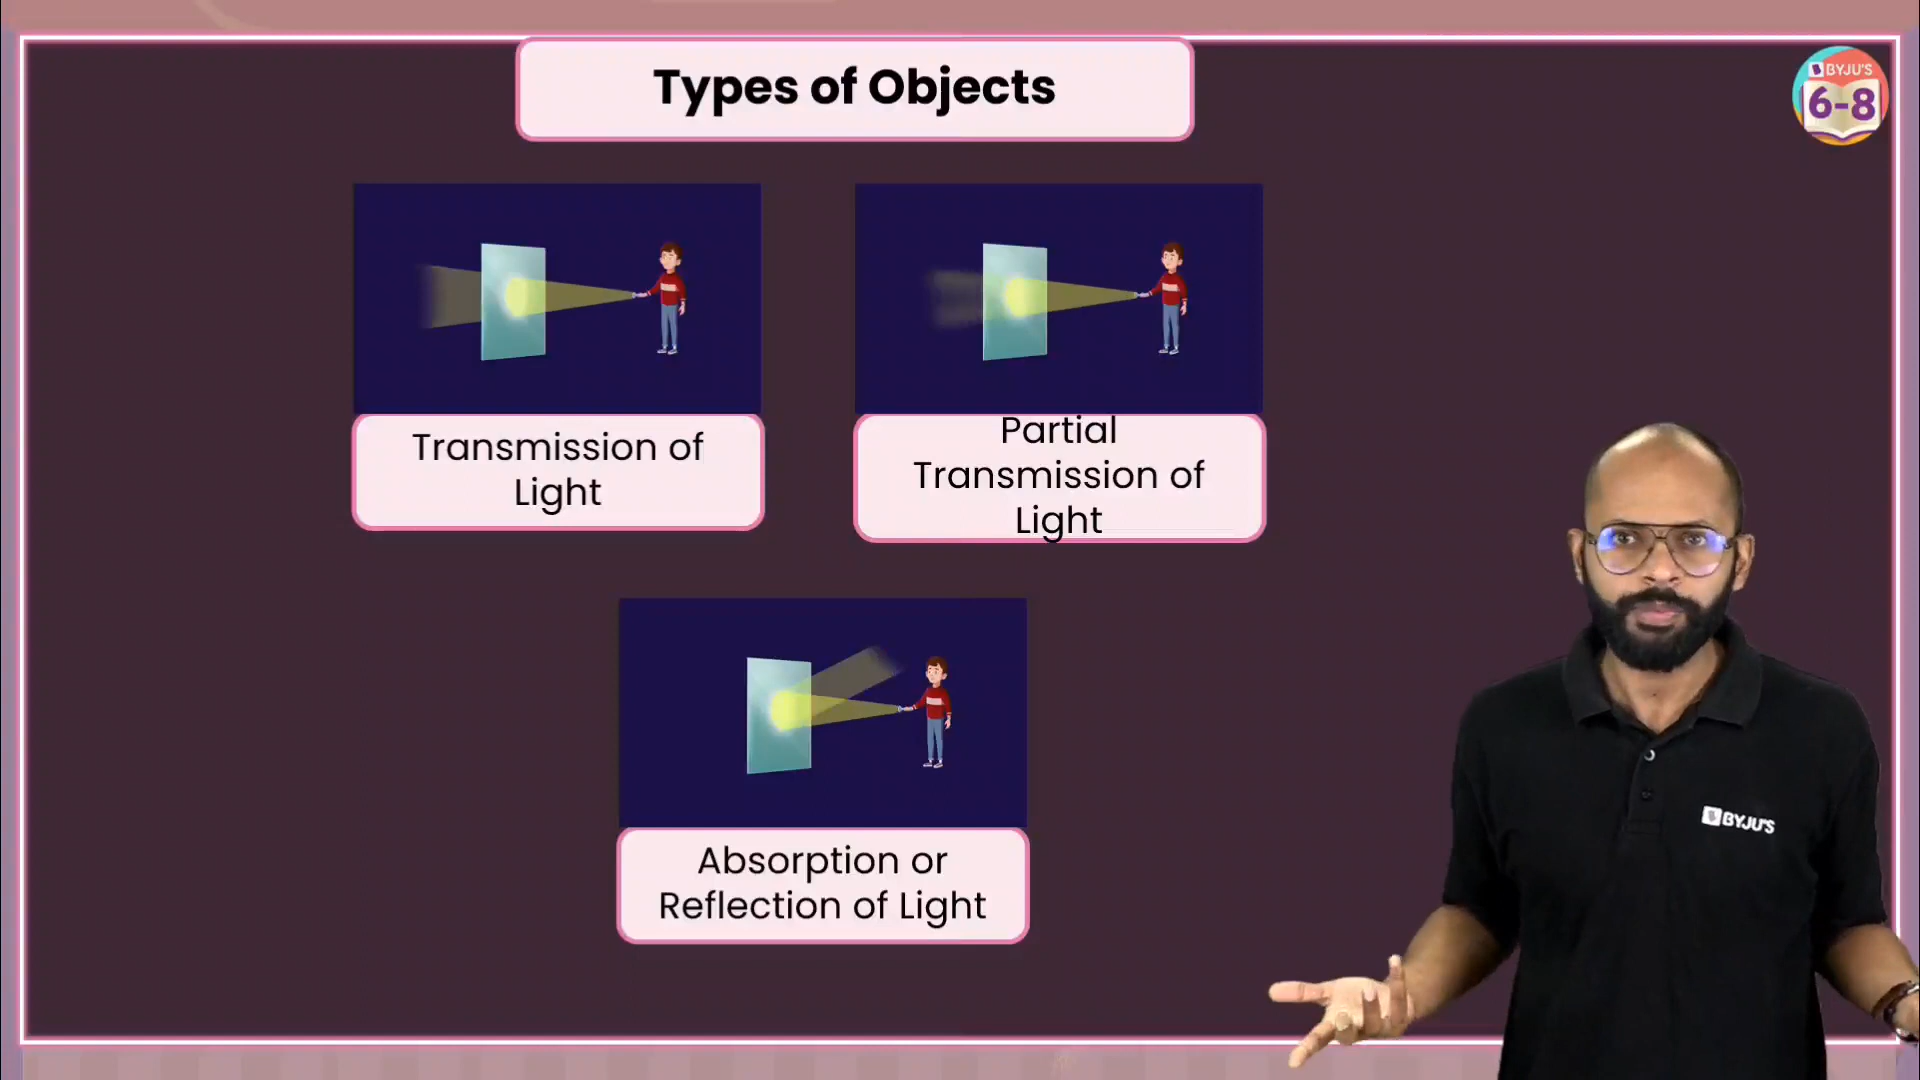 Types of Objects
BYJU'S
6-8
Transmission of
Light
Partial
Transmission of
Light
Absorption or
Reflection of Light
BYJU'S